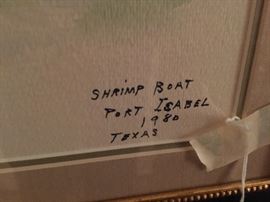 SHRIMP BOAT
PORT ISABEL
1980
TEXAS